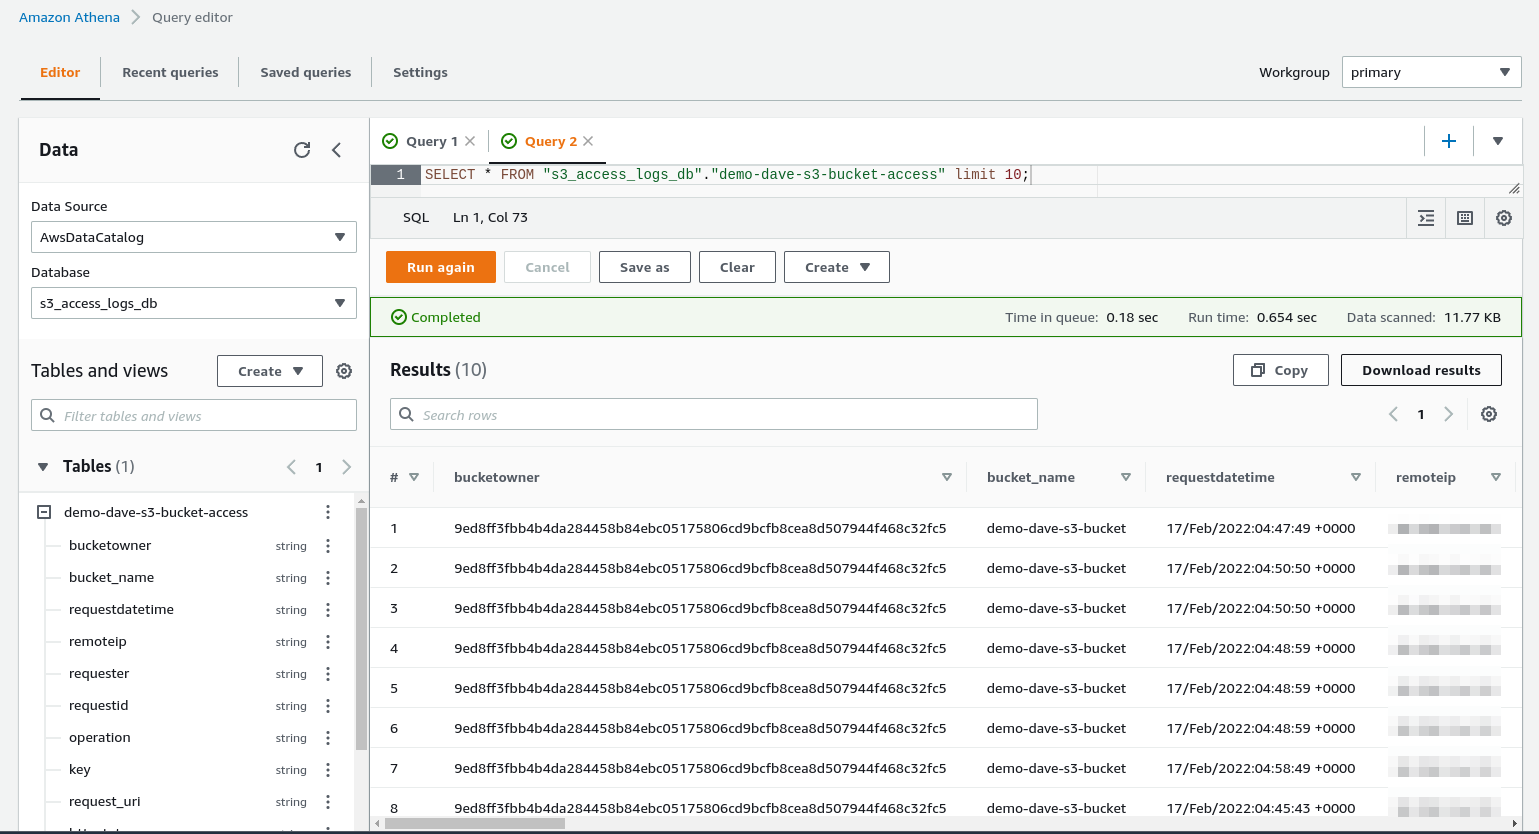 Amazon Athena > Query editor
Editor Recent queries Saved queries Settings Workgroup primary
Data
Data Source
AwsDataCatalog
Database
s3_access_logs_db
Tables and views Create
Filter tables and views
Tables (1) 1
demo-dave-s3-bucket-access
bucketowner string
bucket_name string
requestdatetime string
remoteip string
requester string
requestid string
operation string
key string
request_uri string
Query 1 Query 2
1 SELECT * FROM "s3_access_logs_db"."demo-dave-s3-bucket-access" limit 10;
SQL Ln 1, Col 73
Run again Cancel Save as Clear Create
Completed Time in queue: 0.18 sec Run time: 0.654 sec Data scanned: 11.77 KB
Results (10) Copy Download results
Search rows 1
# bucketowner bucket_name requestdatetime remoteip
1 9ed8ff3fbb4b4da284458b84ebc05175806cd9bcfb8cea8d507944f468c32fc5 demo-dave-s3-bucket 17/Feb/2022:04:47:49 +0000
2 9ed8ff3fbb4b4da284458b84ebc05175806cd9bcfb8cea8d507944f468c32fc5 demo-dave-s3-bucket 17/Feb/2022:04:50:50 +0000
3 9ed8ff3fbb4b4da284458b84ebc05175806cd9bcfb8cea8d507944f468c32fc5 demo-dave-s3-bucket 17/Feb/2022:04:50:50 +0000
4 9ed8ff3fbb4b4da284458b84ebc05175806cd9bcfb8cea8d507944f468c32fc5 demo-dave-s3-bucket 17/Feb/2022:04:48:59 +0000
5 9ed8ff3fbb4b4da284458b84ebc05175806cd9bcfb8cea8d507944f468c32fc5 demo-dave-s3-bucket 17/Feb/2022:04:48:59 +0000
6 9ed8ff3fbb4b4da284458b84ebc05175806cd9bcfb8cea8d507944f468c32fc5 demo-dave-s3-bucket 17/Feb/2022:04:48:59 +0000
7 9ed8ff3fbb4b4da284458b84ebc05175806cd9bcfb8cea8d507944f468c32fc5 demo-dave-s3-bucket 17/Feb/2022:04:58:49 +0000
8 9ed8ff3fbb4b4da284458b84ebc05175806cd9bcfb8cea8d507944f468c32fc5 demo-dave-s3-bucket 17/Feb/2022:04:45:43 +0000